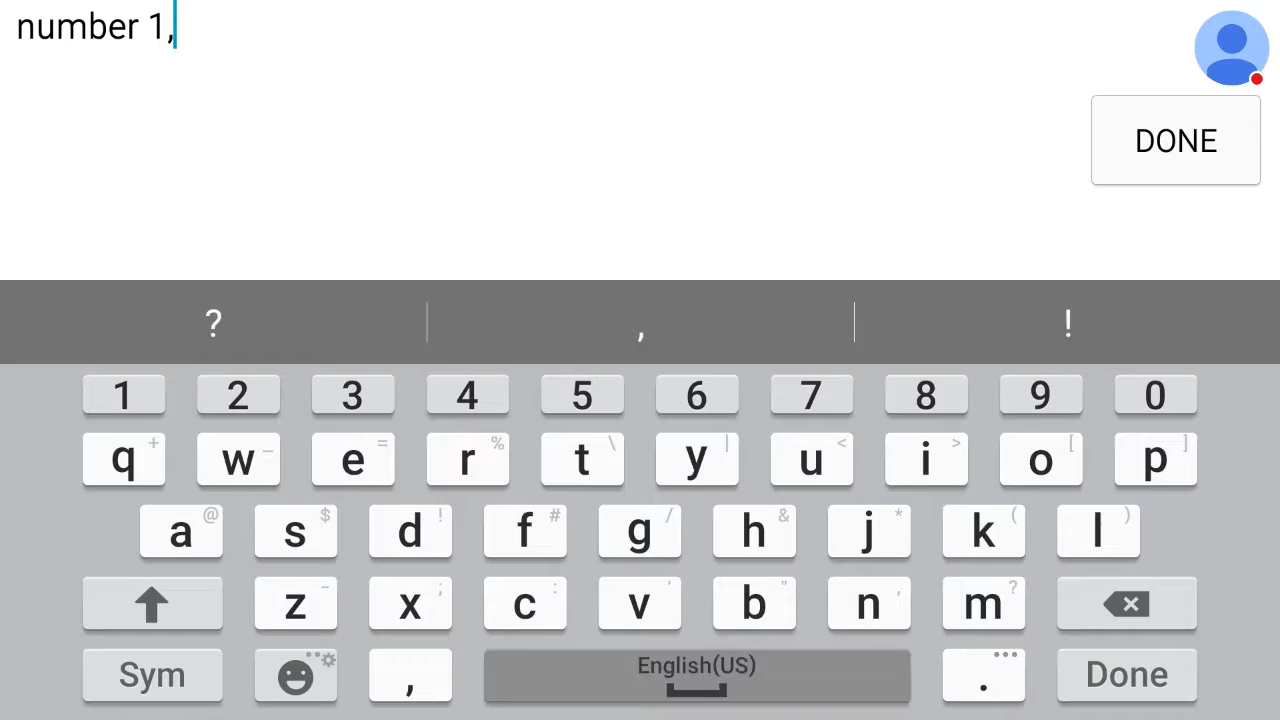 number 1,
DONE
? , !
1 2 3 4 5 6 7 8 9 0
q + w _ e = r % t \ y | u < i > o [ p ]
a @ s $ d ! f # g / h & j * k ( l )
z - x ; c : v ' b " n , m ?
Sym , English(US) . Done